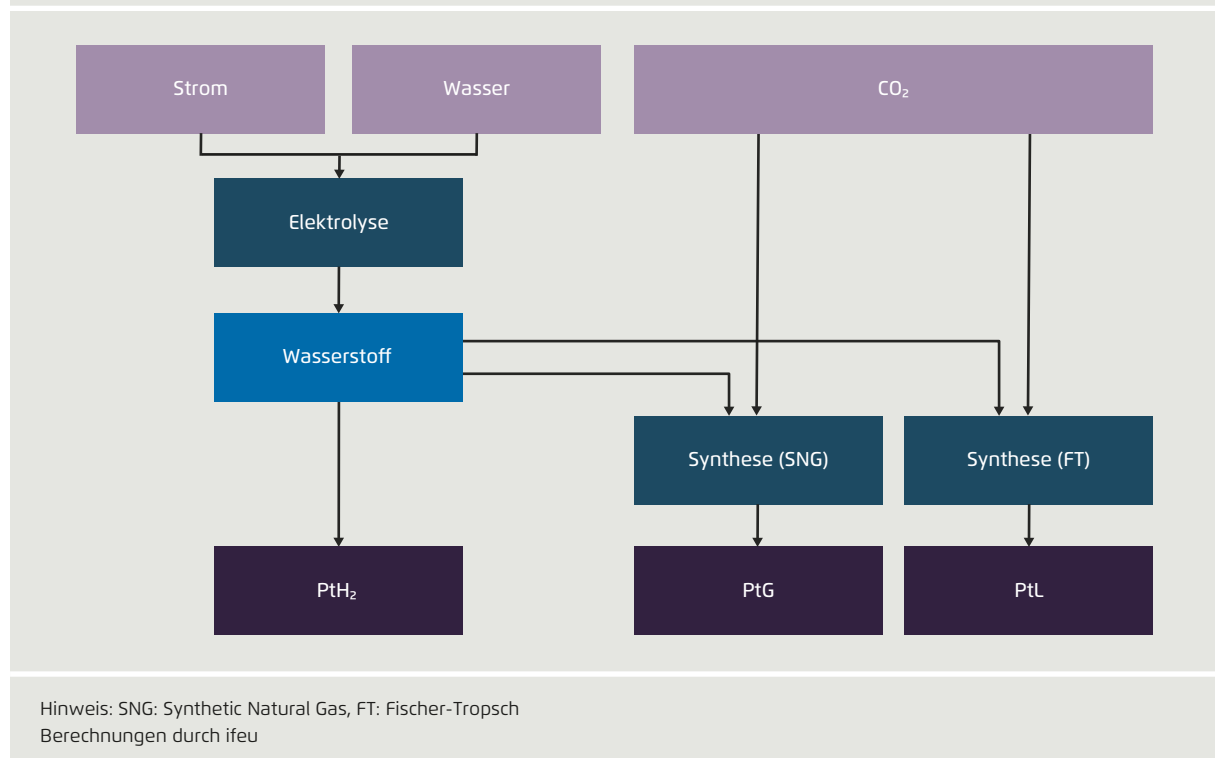 Strom
Wasser
CO₂
Elektrolyse
Wasserstoff
Synthese (SNG)
Synthese (FT)
PtH₂
PtG
PtL
Hinweis: SNG: Synthetic Natural Gas, FT: Fischer-Tropsch
Berechnungen durch ifeu